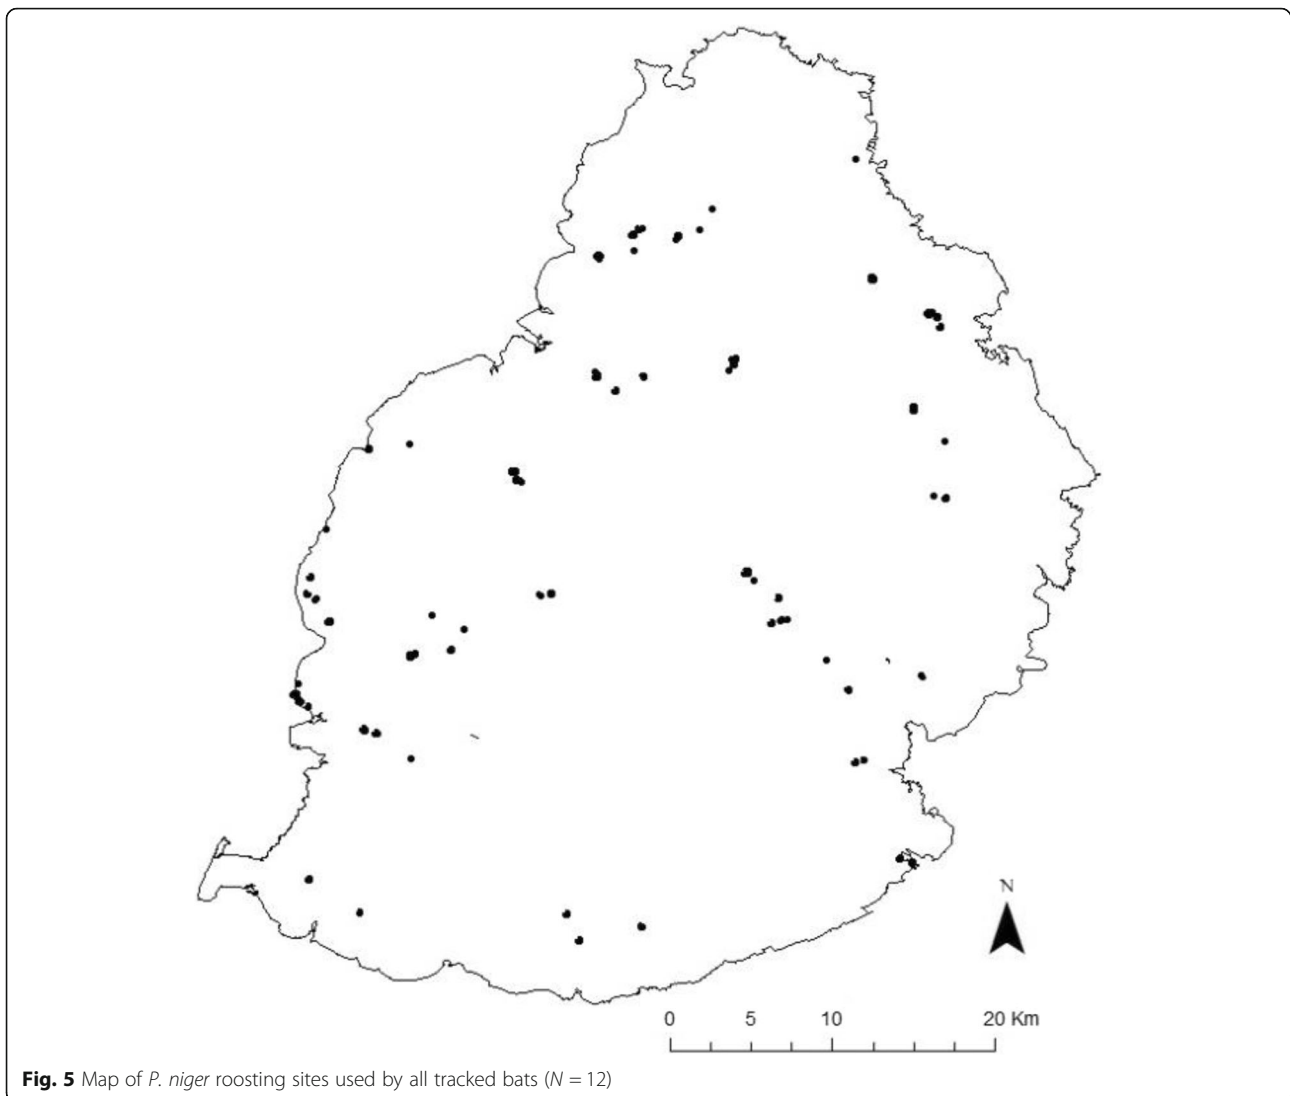 N
0 5 10 20 Km
Fig. 5 Map of P. niger roosting sites used by all tracked bats (N = 12)